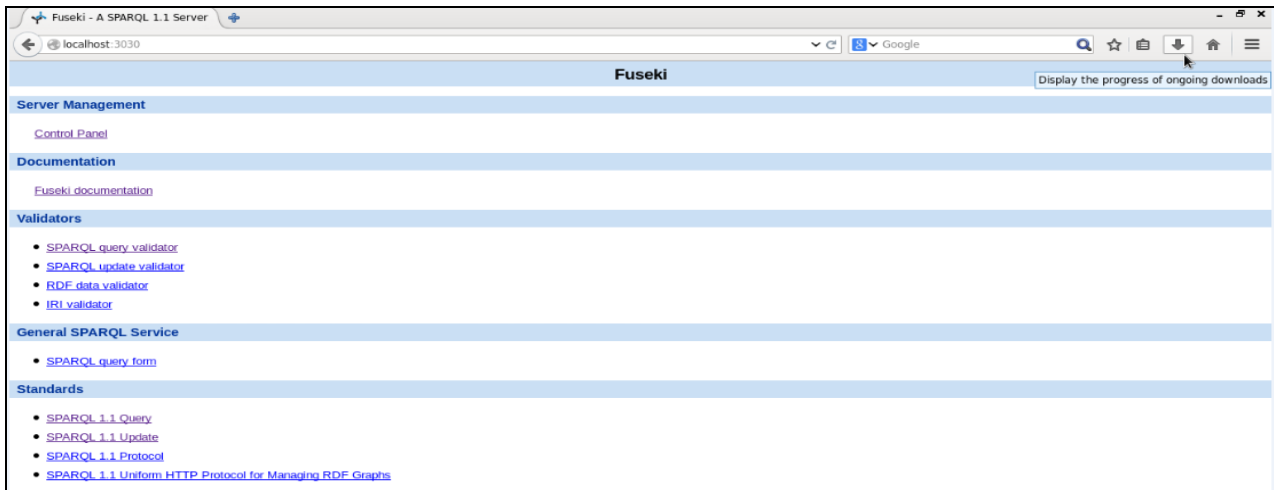 Fuseki - A SPARQL 1.1 Server
localhost:3030
Google
Fuseki
Display the progress of ongoing downloads
Server Management
Control Panel
Documentation
Fuseki documentation
Validators
SPARQL query validator
SPARQL update validator
RDF data validator
IRI validator
General SPARQL Service
SPARQL query form
Standards
SPARQL 1.1 Query
SPARQL 1.1 Update
SPARQL 1.1 Protocol
SPARQL 1.1 Uniform HTTP Protocol for Managing RDF Graphs